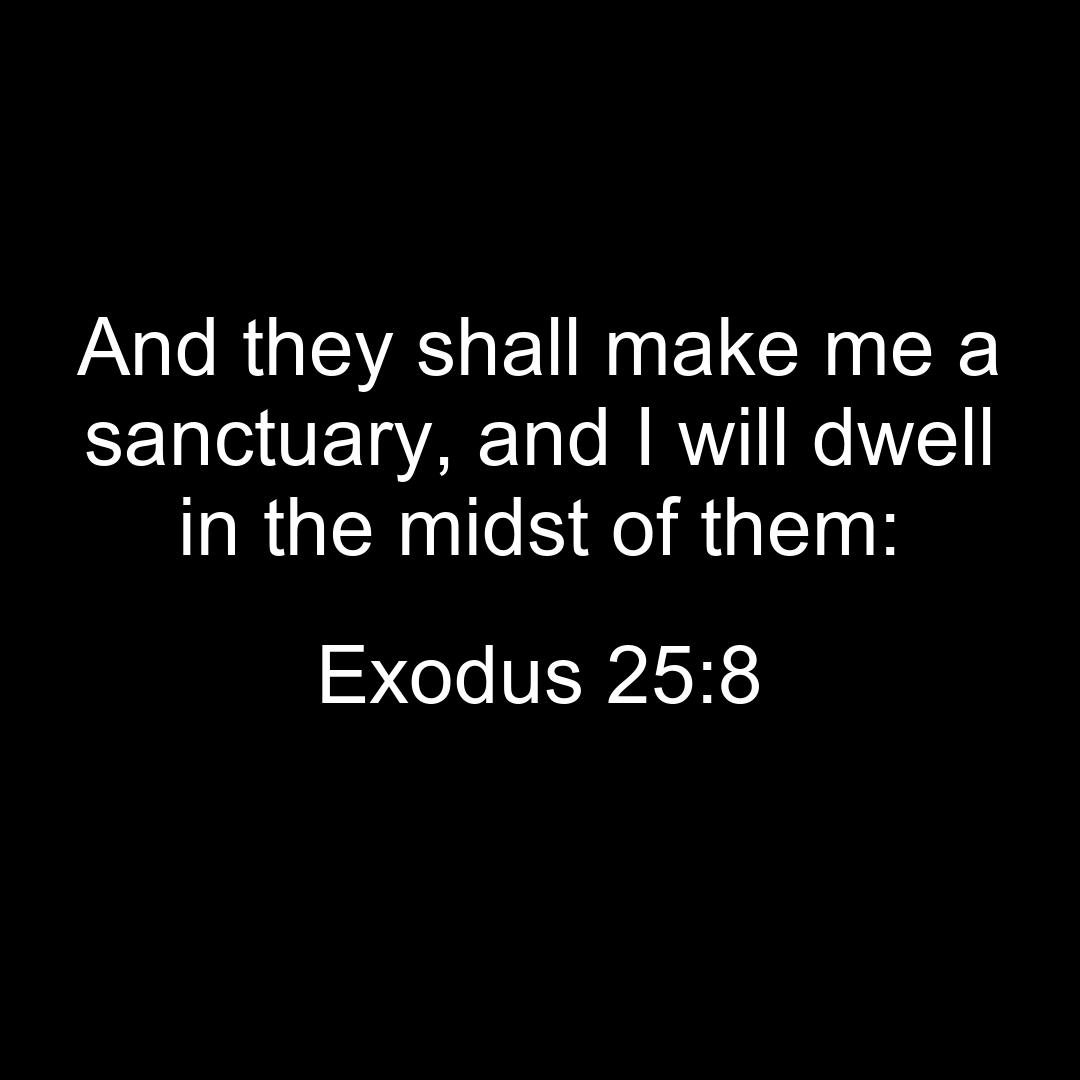 And they shall make me a
sanctuary, and I will dwell
in the midst of them:
Exodus 25:8